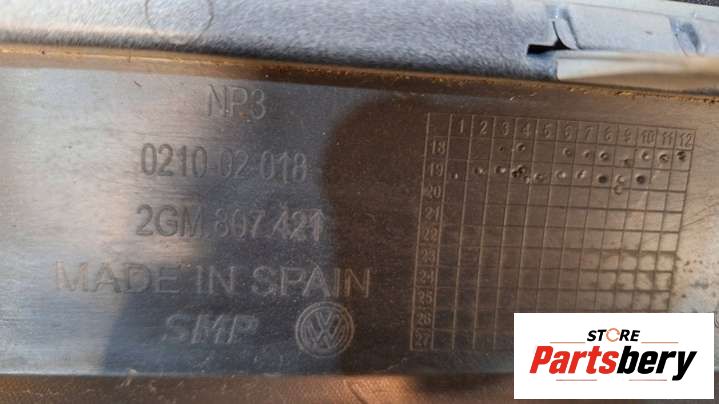 NP3
0210 02 018
2GM.807.421
MADE IN SPAIN
SMP VW
1 2 3 4 5 6 7 8 9 10 11 12
18
19
20
21
22
23
24
25
26
27
STORE
Partsbery